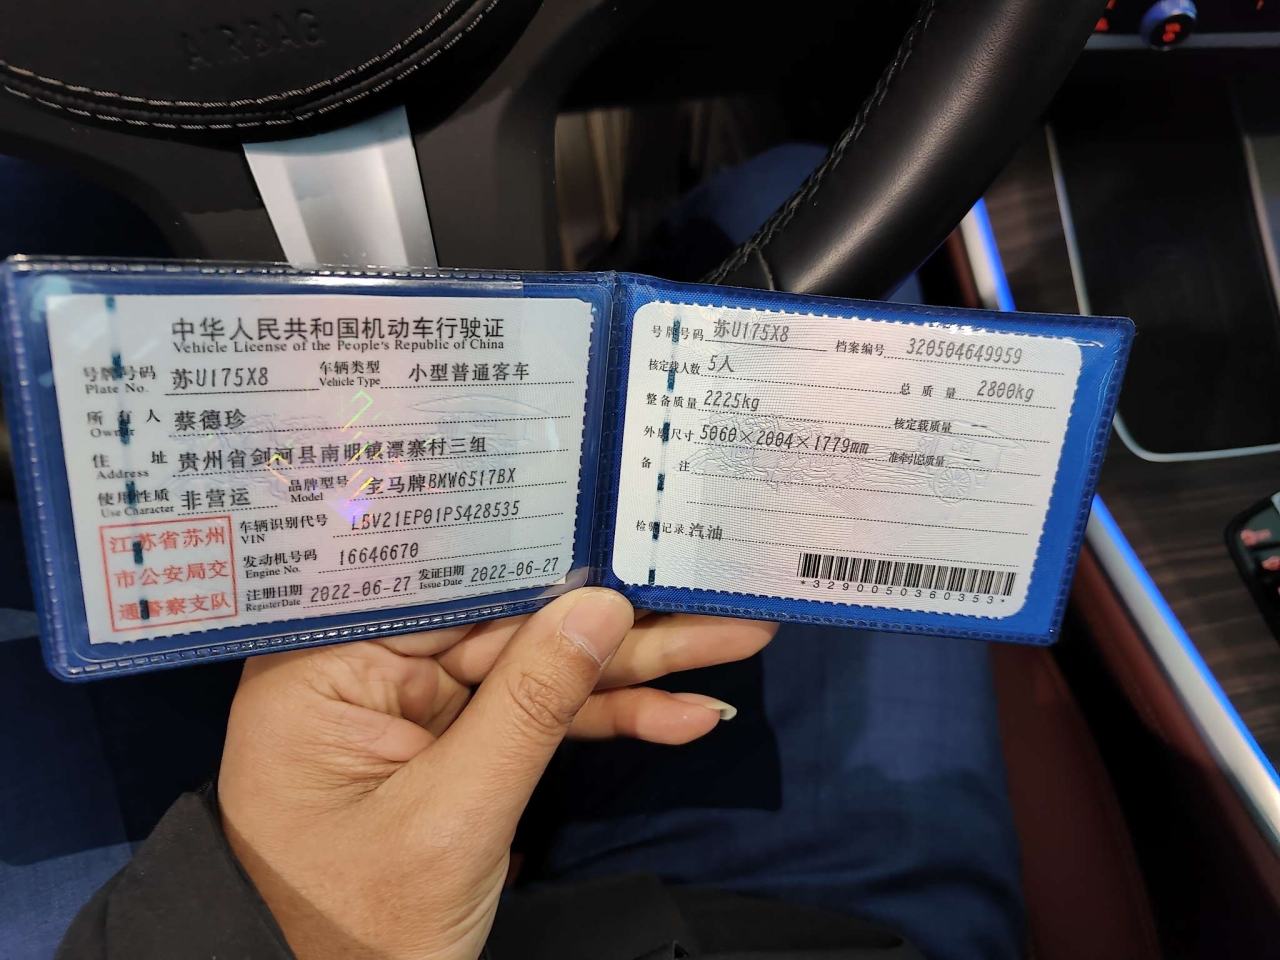 AIRBAG
中华人民共和国机动车行驶证
Vehicle License of the People's Republic of China
号牌号码 Plate No. 苏U175X8 车辆类型 Vehicle Type 小型普通客车
所有人 Owner 蔡德珍
住址 Address 贵州省剑河县南明镇漂寨村三组
使用性质 Use Character 非营运 品牌型号 Model 宝马牌BMW6517BX
江苏省苏州市公安局交通警察支队
车辆识别代号 VIN LBV21EP01PS428535
发动机号码 Engine No. 16646670
注册日期 Register Date 2022-06-27 发证日期 Issue Date 2022-06-27
号牌号码 苏U175X8 档案编号 320504649959
核定载人数 5人 总质量 2800kg
整备质量 2225kg 核定载质量 --
外廓尺寸 5060×2004×1779mm 准牵引总质量 --
备注
检验记录 汽油
*3290050360353*